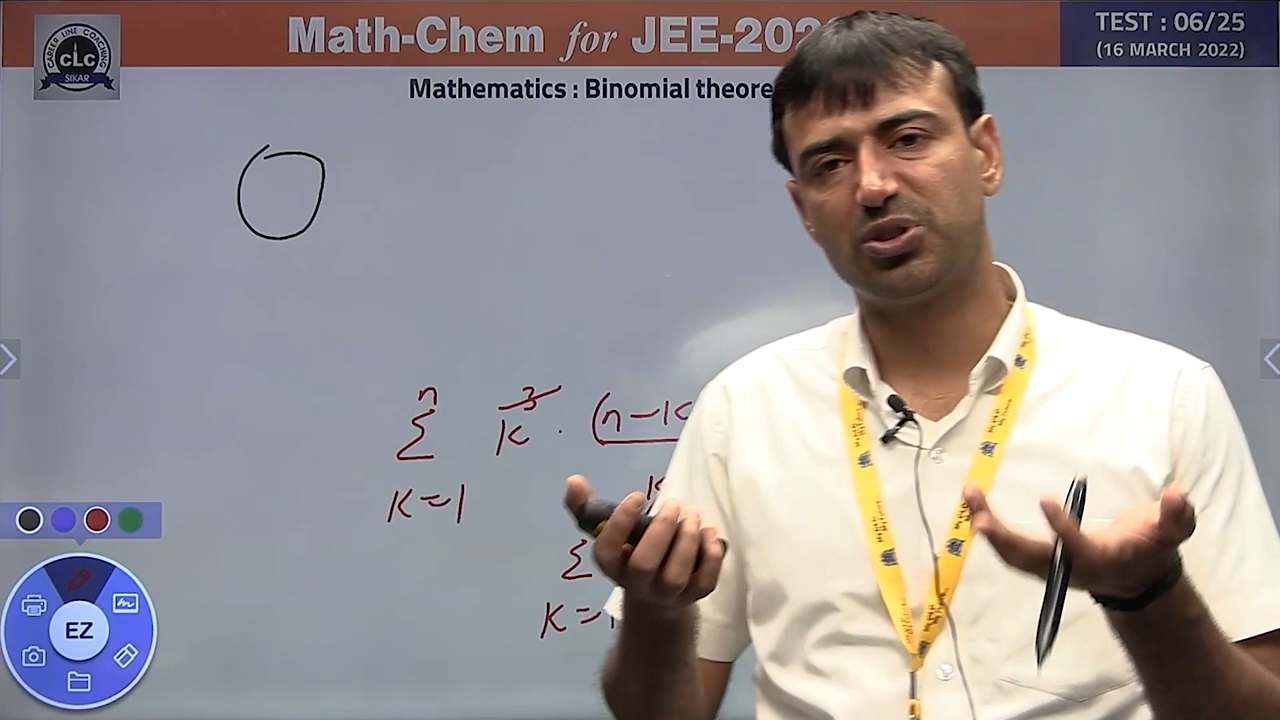 CAREER LINE COACHING
CLC
SIKAR
Math-Chem for JEE-202
TEST : 06/25
(16 MARCH 2022)
Mathematics : Binomial theore
n
Σ K³ . (n-K
K=1
K
Σ
K=1
EZ